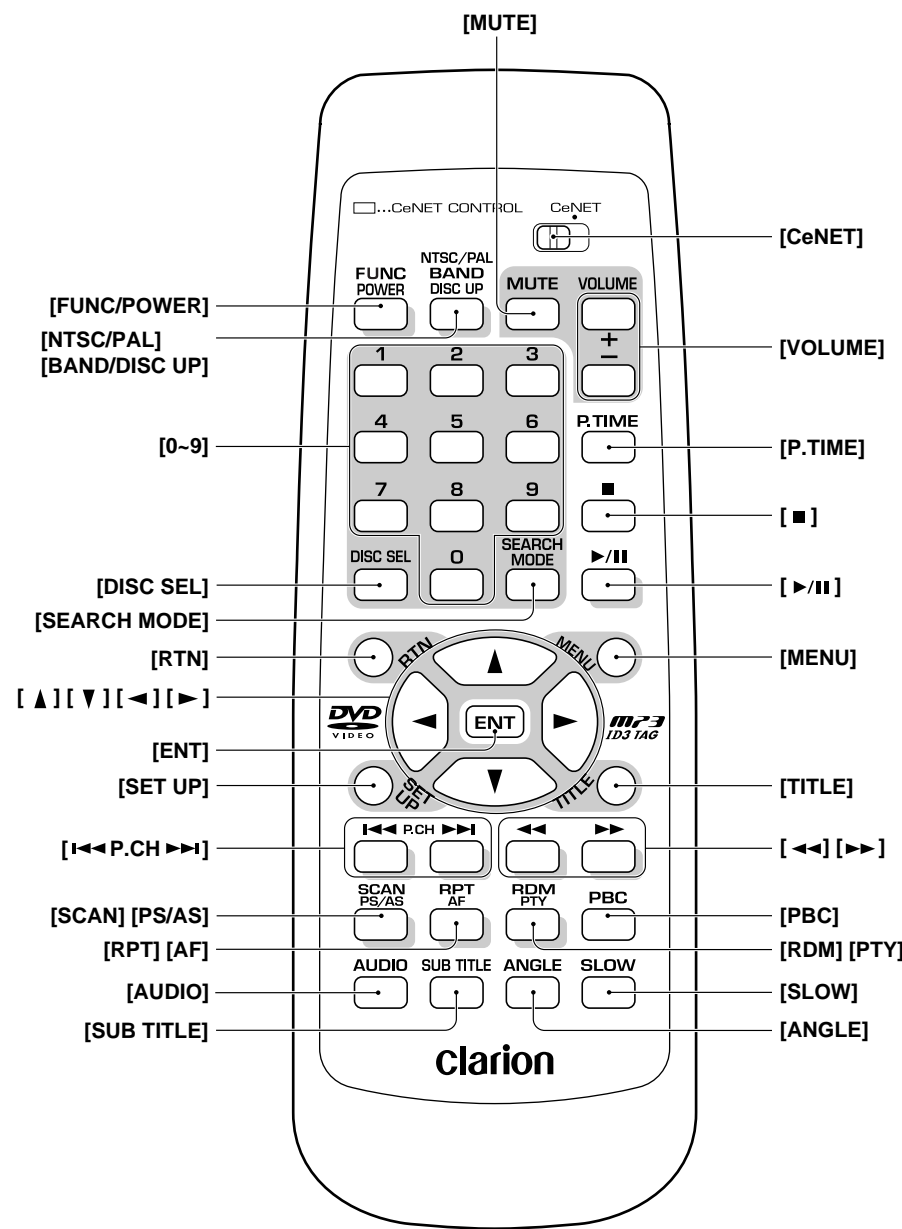 [MUTE]
□...CeNET CONTROL CeNET
[CeNET]
NTSC/PAL
FUNC BAND MUTE VOLUME
POWER DISC UP
[FUNC/POWER]
[NTSC/PAL]
[BAND/DISC UP]
+
−
[VOLUME]
1 2 3
4 5 6 P.TIME
[0~9]
[P.TIME]
7 8 9 ■
[ ■ ]
DISC SEL 0 SEARCH MODE ►/II
[DISC SEL]
[ ►/II ]
[SEARCH MODE]
[RTN]
RTN ▲ MENU
[MENU]
[ ▲ ] [ ▼ ] [ ◄ ] [ ► ]
DVD
VIDEO
◄ ENT ►
MP3
ID3 TAG
[ENT]
[SET UP]
SET UP ▼ TITLE
[TITLE]
I◄◄ P.CH ►►I ◄◄ ►►
[ I◄◄ P.CH ►►I ]
[ ◄◄ ] [ ►► ]
SCAN RPT RDM PBC
PS/AS AF PTY
[SCAN] [PS/AS]
[PBC]
[RPT] [AF]
[RDM] [PTY]
AUDIO SUB TITLE ANGLE SLOW
[AUDIO]
[SLOW]
[SUB TITLE]
[ANGLE]
clarion